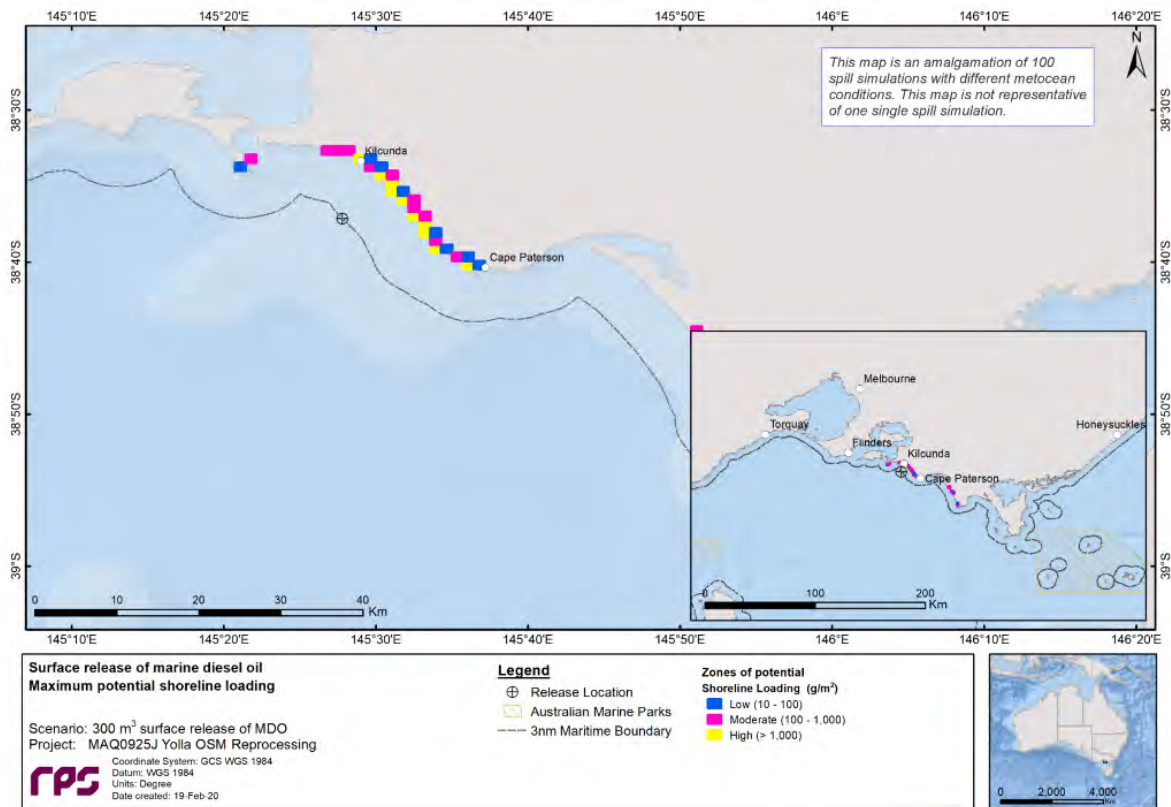 145°10'E 145°20'E 145°30'E 145°40'E 145°50'E 146°E 146°10'E 146°20'E
N
This map is an amalgamation of 100
spill simulations with different metocean
conditions. This map is not representative
of one single spill simulation.
38°30'S 38°30'S
Kilcunda
38°40'S 38°40'S
Cape Paterson
38°50'S 38°50'S
Melbourne
Torquay
Honeysuckles
Flinders
Kilcunda
Cape Paterson
39°S 39°S
0 10 20 30 40
Km
0 100 200
Km
145°10'E 145°20'E 145°30'E 145°40'E 145°50'E 146°E 146°10'E 146°20'E
Surface release of marine diesel oil
Maximum potential shoreline loading
Scenario: 300 m³ surface release of MDO
Project: MAQ0925J Yolla OSM Reprocessing
rps
Coordinate System: GCS WGS 1984
Datum: WGS 1984
Units: Degree
Date created: 19-Feb-20
Legend
Release Location
Australian Marine Parks
3nm Maritime Boundary
Zones of potential
Shoreline Loading (g/m²)
Low (10 - 100)
Moderate (100 - 1,000)
High (> 1,000)
0 2,000 4,000
Km